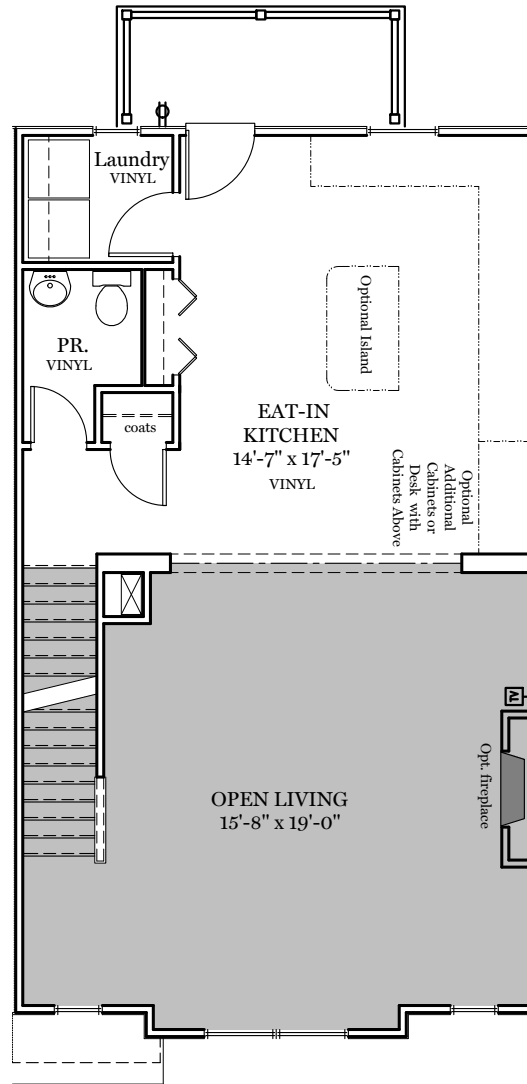 Laundry
VINYL
PR.
VINYL
coats
Optional Island
EAT-IN
KITCHEN
14'-7" x 17'-5"
VINYL
Optional
Additional
Cabinets or
Desk with
Cabinets Above
TV
Opt. fireplace
OPEN LIVING
15'-8" x 19'-0"